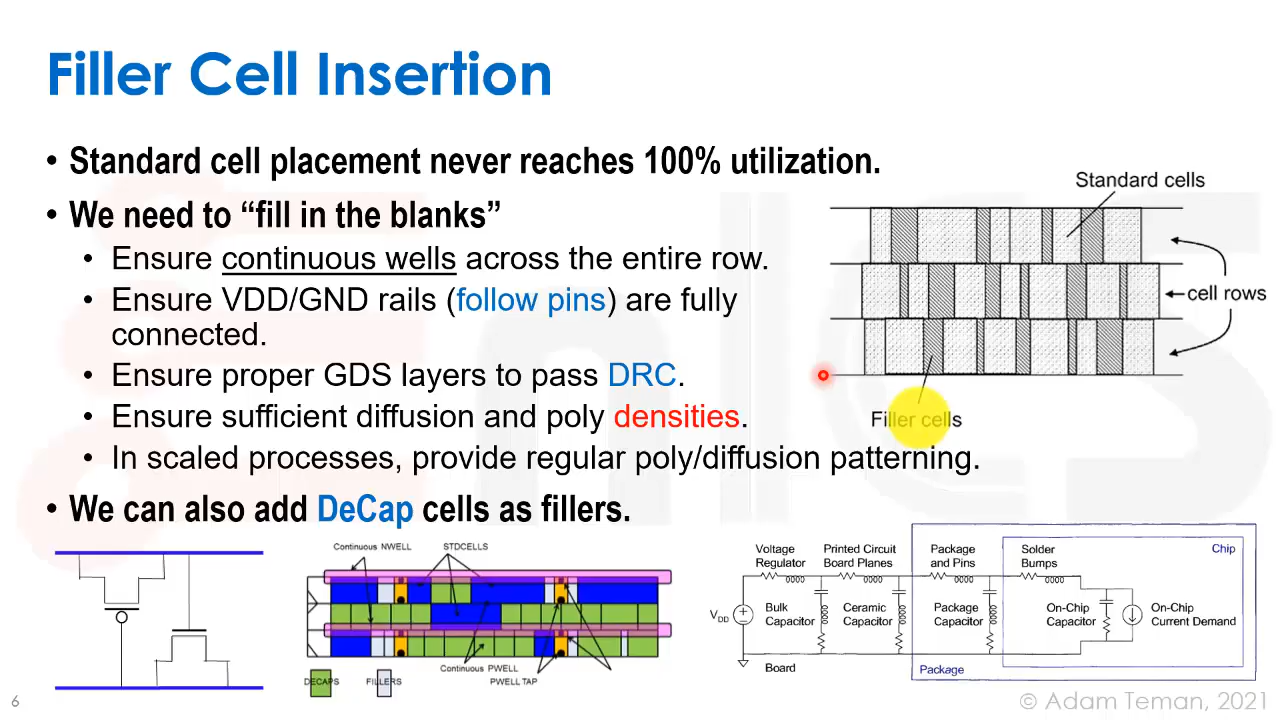 Filler Cell Insertion
• Standard cell placement never reaches 100% utilization.
• We need to “fill in the blanks”
• Ensure continuous wells across the entire row.
• Ensure VDD/GND rails (follow pins) are fully
connected.
• Ensure proper GDS layers to pass DRC.
• Ensure sufficient diffusion and poly densities.
• In scaled processes, provide regular poly/diffusion patterning.
• We can also add DeCap cells as fillers.
Standard cells
cell rows
Filler cells
Continuous NWELL
STDCELLS
Continuous PWELL
PWELL TAP
DECAPS
FILLERS
Voltage
Regulator
Printed Circuit
Board Planes
Package
and Pins
Solder
Bumps
Chip
VDD
Bulk
Capacitor
Ceramic
Capacitor
Package
Capacitor
On-Chip
Capacitor
On-Chip
Current Demand
Board
Package
6
© Adam Teman, 2021